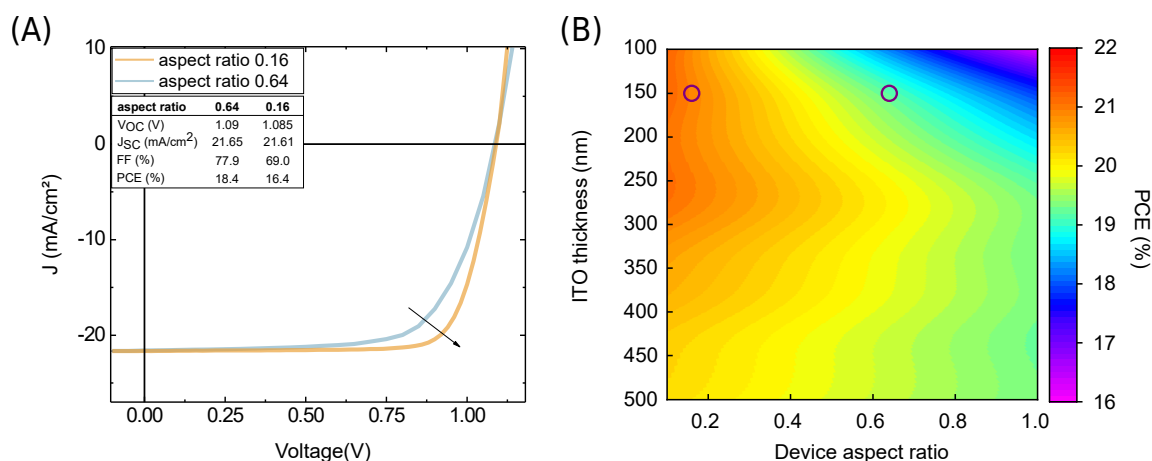 (A)
10
0
-10
-20
J (mA/cm²)
aspect ratio 0.16
aspect ratio 0.64
aspect ratio 0.64 0.16
VOC (V) 1.09 1.085
JSC (mA/cm²) 21.65 21.61
FF (%) 77.9 69.0
PCE (%) 18.4 16.4
0.00 0.25 0.50 0.75 1.00
Voltage(V)
(B)
100
150
200
250
300
350
400
450
500
ITO thickness (nm)
0.2 0.4 0.6 0.8 1.0
Device aspect ratio
22
21
20
19
18
17
16
PCE (%)